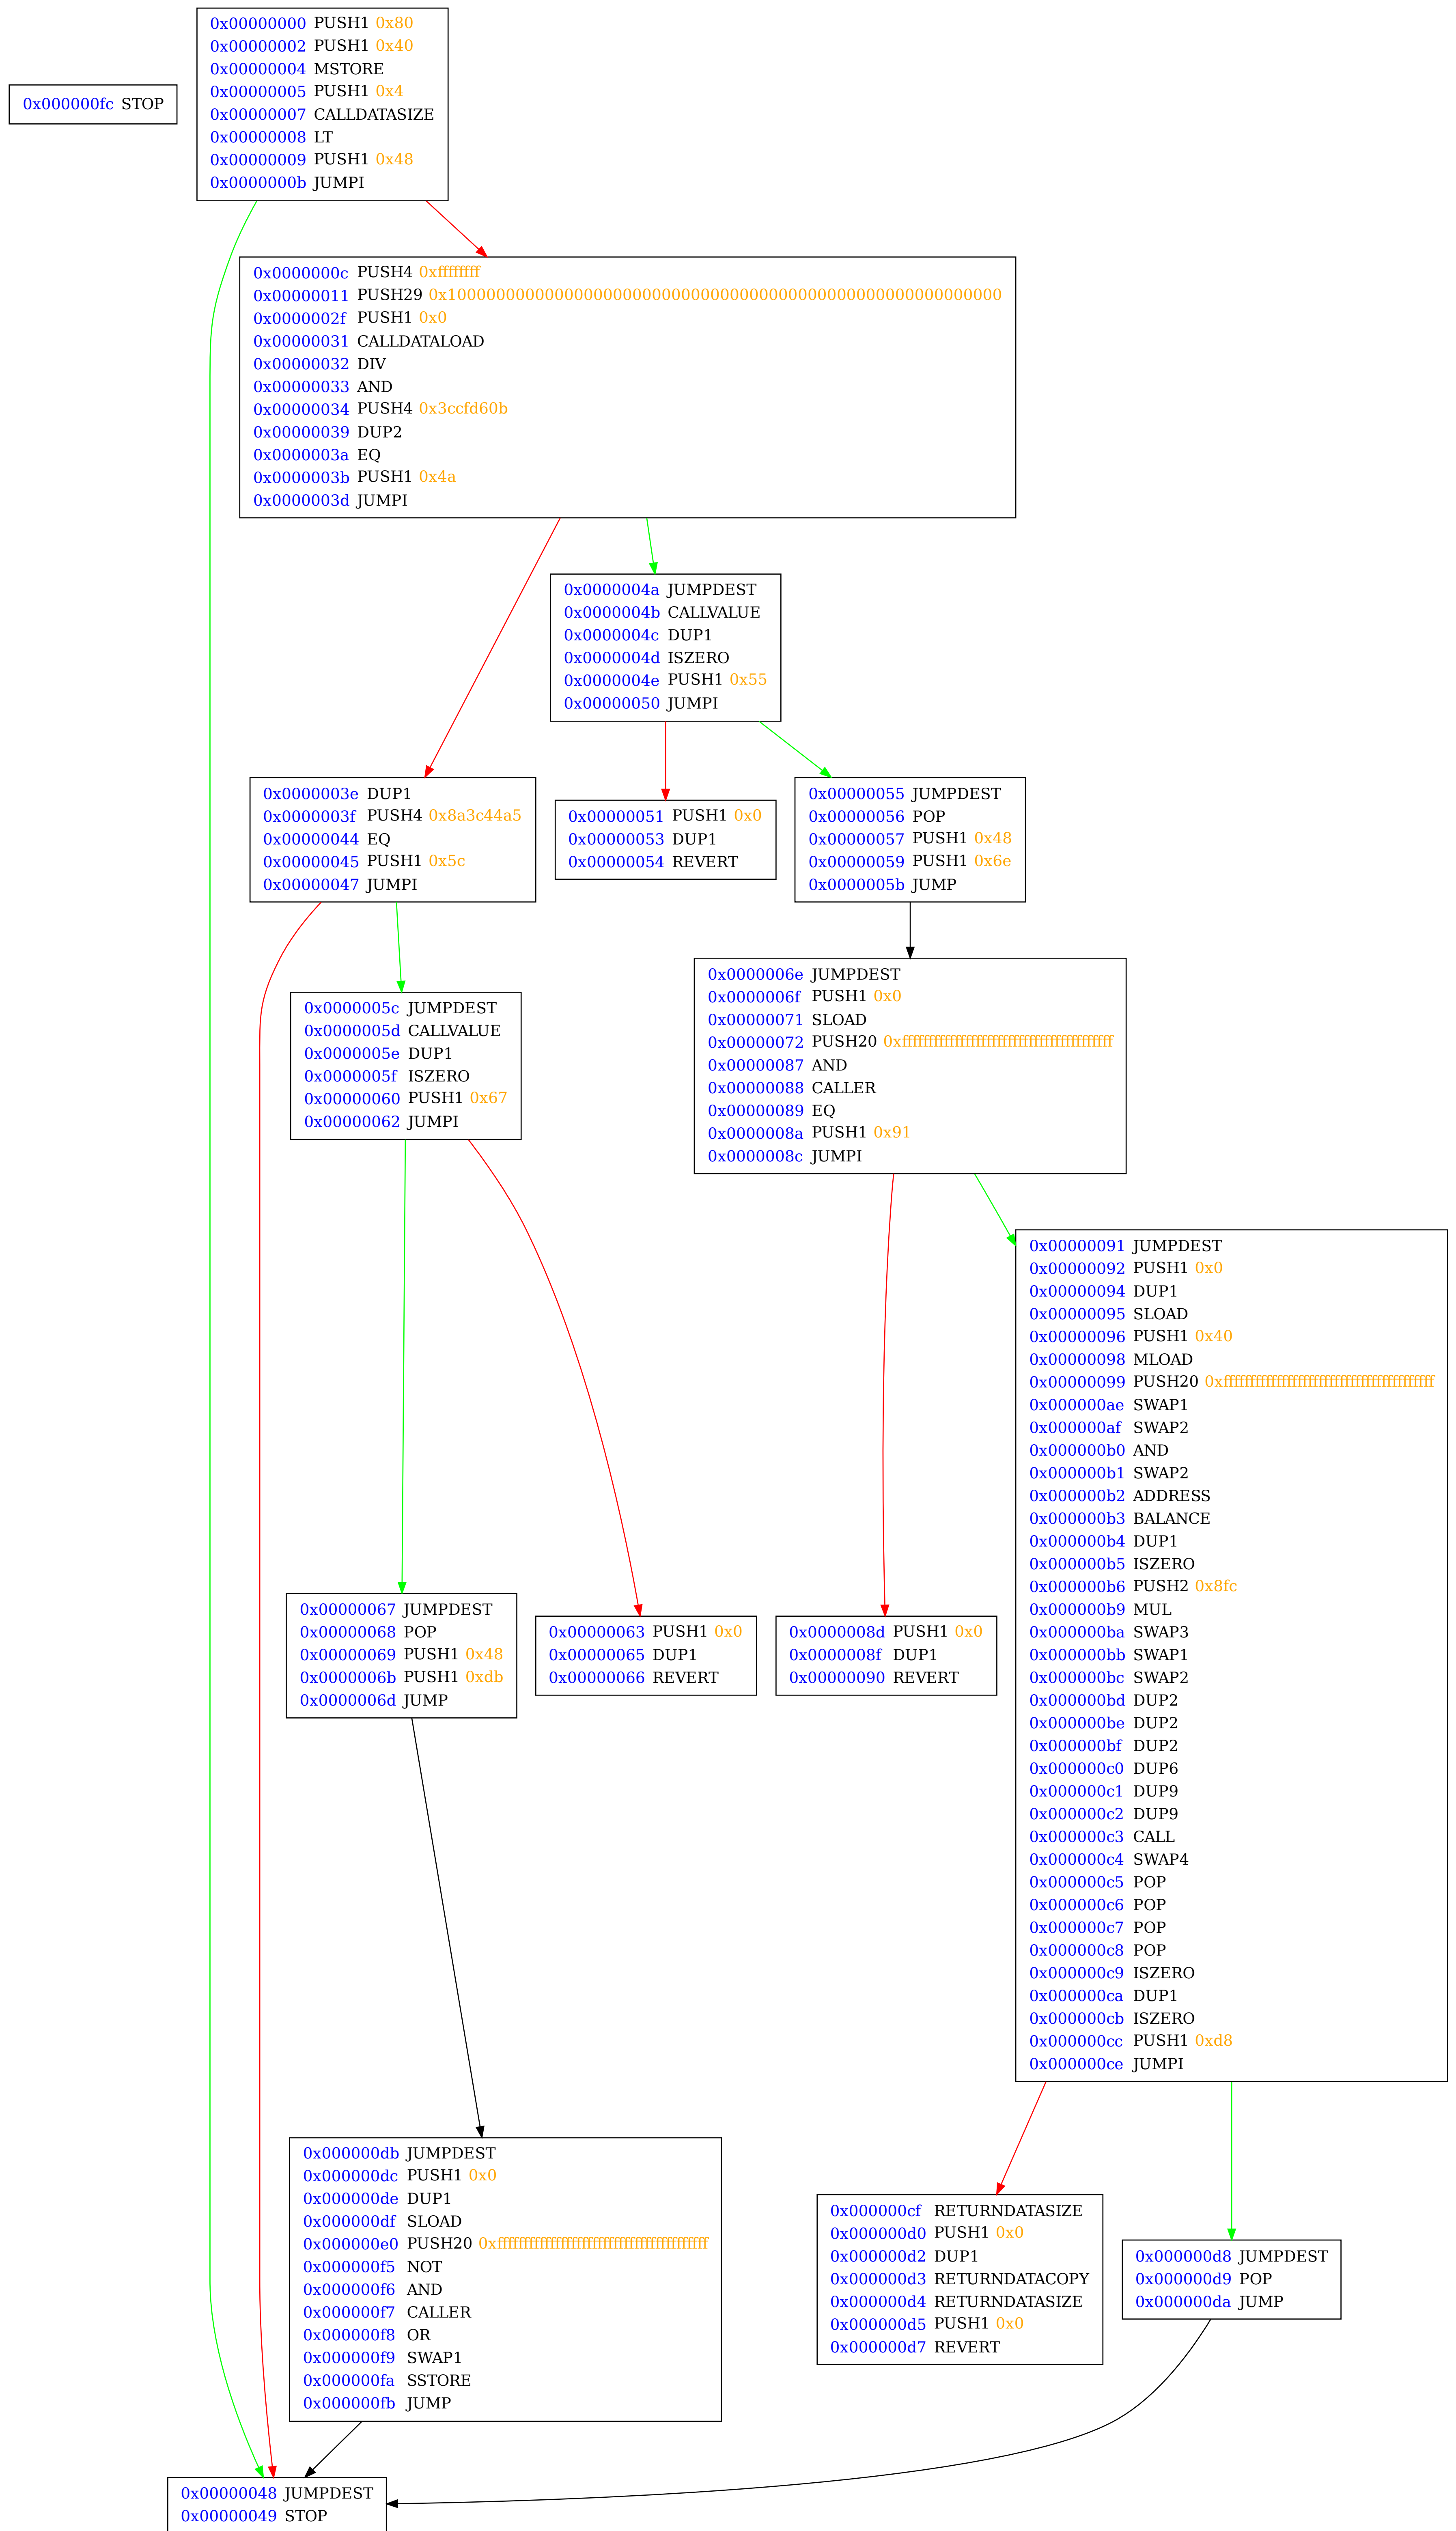 0x000000fc STOP
0x00000000 PUSH1 0x80
0x00000002 PUSH1 0x40
0x00000004 MSTORE
0x00000005 PUSH1 0x4
0x00000007 CALLDATASIZE
0x00000008 LT
0x00000009 PUSH1 0x48
0x0000000b JUMPI
0x0000000c PUSH4 0xffffffff
0x00000011 PUSH29 0x100000000000000000000000000000000000000000000000000000000
0x0000002f PUSH1 0x0
0x00000031 CALLDATALOAD
0x00000032 DIV
0x00000033 AND
0x00000034 PUSH4 0x3ccfd60b
0x00000039 DUP2
0x0000003a EQ
0x0000003b PUSH1 0x4a
0x0000003d JUMPI
0x0000004a JUMPDEST
0x0000004b CALLVALUE
0x0000004c DUP1
0x0000004d ISZERO
0x0000004e PUSH1 0x55
0x00000050 JUMPI
0x0000003e DUP1
0x0000003f PUSH4 0x8a3c44a5
0x00000044 EQ
0x00000045 PUSH1 0x5c
0x00000047 JUMPI
0x00000051 PUSH1 0x0
0x00000053 DUP1
0x00000054 REVERT
0x00000055 JUMPDEST
0x00000056 POP
0x00000057 PUSH1 0x48
0x00000059 PUSH1 0x6e
0x0000005b JUMP
0x0000005c JUMPDEST
0x0000005d CALLVALUE
0x0000005e DUP1
0x0000005f ISZERO
0x00000060 PUSH1 0x67
0x00000062 JUMPI
0x0000006e JUMPDEST
0x0000006f PUSH1 0x0
0x00000071 SLOAD
0x00000072 PUSH20 0xffffffffffffffffffffffffffffffffffffffff
0x00000087 AND
0x00000088 CALLER
0x00000089 EQ
0x0000008a PUSH1 0x91
0x0000008c JUMPI
0x00000067 JUMPDEST
0x00000068 POP
0x00000069 PUSH1 0x48
0x0000006b PUSH1 0xdb
0x0000006d JUMP
0x00000063 PUSH1 0x0
0x00000065 DUP1
0x00000066 REVERT
0x0000008d PUSH1 0x0
0x0000008f DUP1
0x00000090 REVERT
0x00000091 JUMPDEST
0x00000092 PUSH1 0x0
0x00000094 DUP1
0x00000095 SLOAD
0x00000096 PUSH1 0x40
0x00000098 MLOAD
0x00000099 PUSH20 0xffffffffffffffffffffffffffffffffffffffff
0x000000ae SWAP1
0x000000af SWAP2
0x000000b0 AND
0x000000b1 SWAP2
0x000000b2 ADDRESS
0x000000b3 BALANCE
0x000000b4 DUP1
0x000000b5 ISZERO
0x000000b6 PUSH2 0x8fc
0x000000b9 MUL
0x000000ba SWAP3
0x000000bb SWAP1
0x000000bc SWAP2
0x000000bd DUP2
0x000000be DUP2
0x000000bf DUP2
0x000000c0 DUP6
0x000000c1 DUP9
0x000000c2 DUP9
0x000000c3 CALL
0x000000c4 SWAP4
0x000000c5 POP
0x000000c6 POP
0x000000c7 POP
0x000000c8 POP
0x000000c9 ISZERO
0x000000ca DUP1
0x000000cb ISZERO
0x000000cc PUSH1 0xd8
0x000000ce JUMPI
0x000000db JUMPDEST
0x000000dc PUSH1 0x0
0x000000de DUP1
0x000000df SLOAD
0x000000e0 PUSH20 0xffffffffffffffffffffffffffffffffffffffff
0x000000f5 NOT
0x000000f6 AND
0x000000f7 CALLER
0x000000f8 OR
0x000000f9 SWAP1
0x000000fa SSTORE
0x000000fb JUMP
0x000000cf RETURNDATASIZE
0x000000d0 PUSH1 0x0
0x000000d2 DUP1
0x000000d3 RETURNDATACOPY
0x000000d4 RETURNDATASIZE
0x000000d5 PUSH1 0x0
0x000000d7 REVERT
0x000000d8 JUMPDEST
0x000000d9 POP
0x000000da JUMP
0x00000048 JUMPDEST
0x00000049 STOP